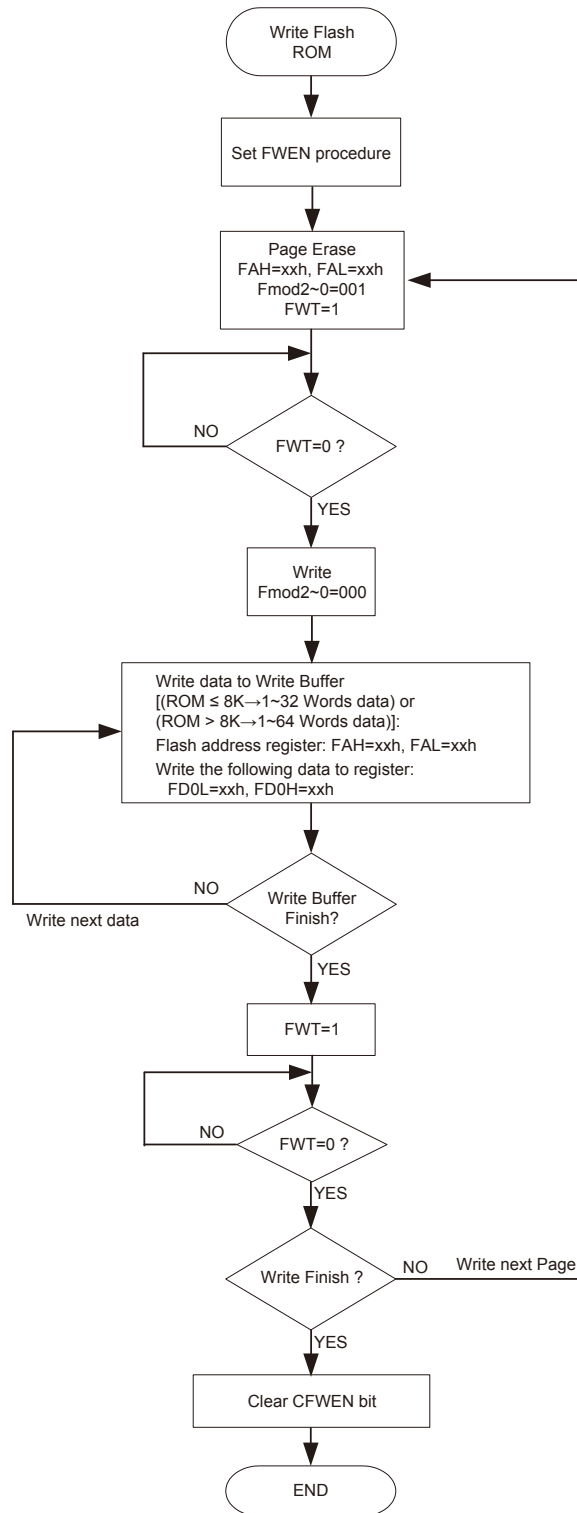 Write Flash
ROM
Set FWEN procedure
Page Erase
FAH=xxh, FAL=xxh
Fmod2~0=001
FWT=1
NO
FWT=0 ?
YES
Write
Fmod2~0=000
Write data to Write Buffer
[(ROM ≤ 8K→1~32 Words data) or
(ROM > 8K→1~64 Words data)]:
Flash address register: FAH=xxh, FAL=xxh
Write the following data to register:
FD0L=xxh, FD0H=xxh
NO
Write next data
Write Buffer
Finish?
YES
FWT=1
NO
FWT=0 ?
YES
Write Finish ?
NO
Write next Page
YES
Clear CFWEN bit
END